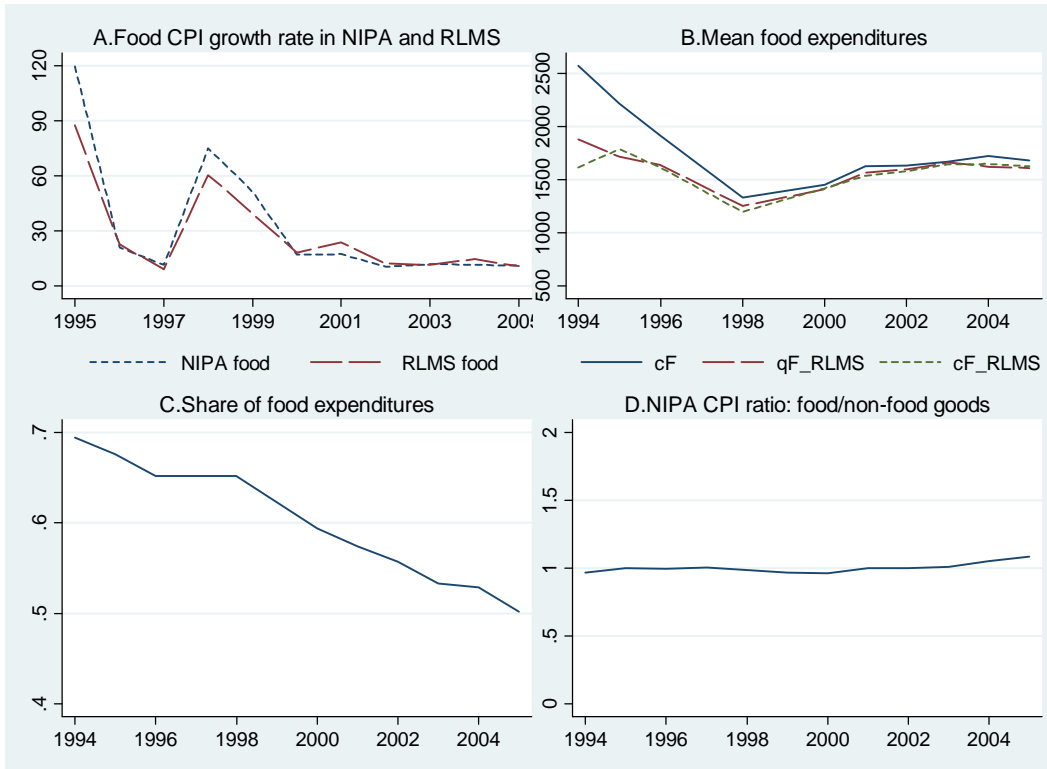 A.Food CPI growth rate in NIPA and RLMS
120
90
60
30
0
1995 1997 1999 2001 2003 2005
NIPA food RLMS food
B.Mean food expenditures
2500
2000
1500
1000
500
1994 1996 1998 2000 2002 2004
cF qF_RLMS cF_RLMS
C.Share of food expenditures
.7
.6
.5
.4
1994 1996 1998 2000 2002 2004
D.NIPA CPI ratio: food/non-food goods
2
1.5
1
.5
0
1994 1996 1998 2000 2002 2004